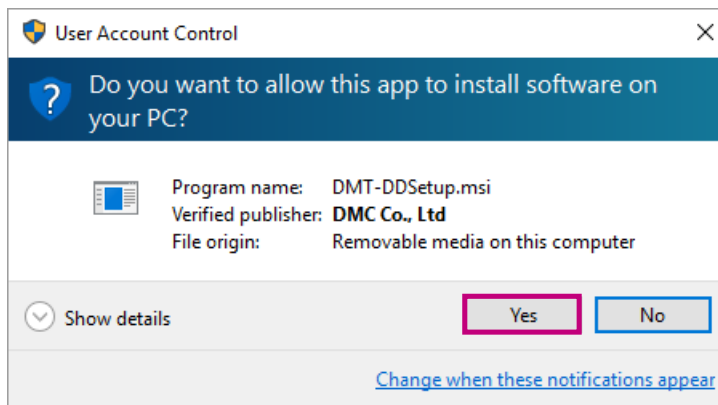 User Account Control
Do you want to allow this app to install software on
your PC?
Program name: DMT-DDSetup.msi
Verified publisher: DMC Co., Ltd
File origin: Removable media on this computer
Show details
Yes
No
Change when these notifications appear